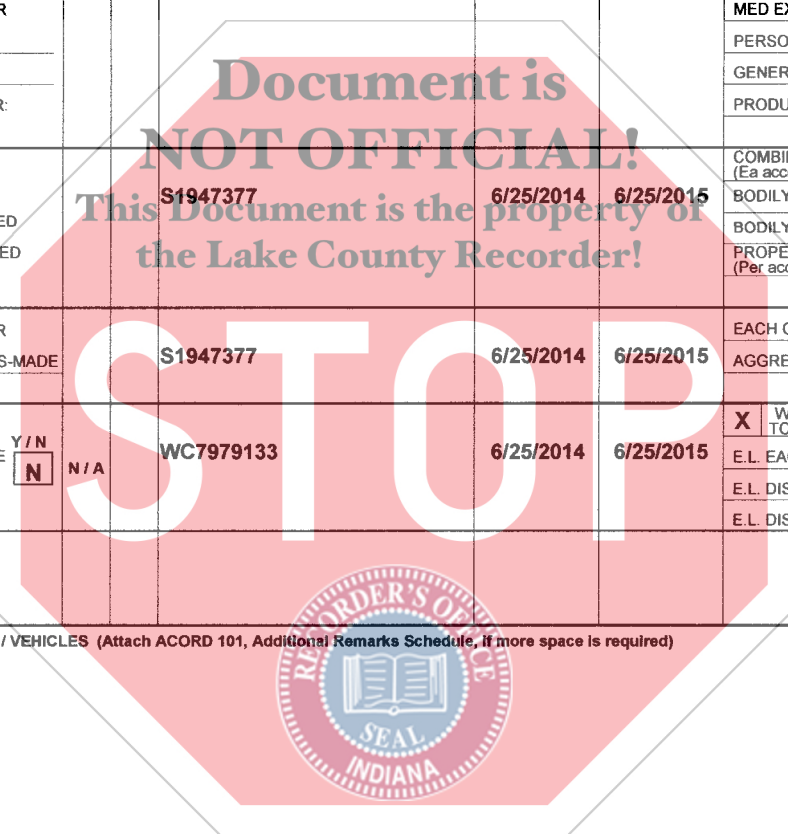 R
MED EX
PERSO
GENER
R:
PRODU
Document is
NOT OFFICIAL!
This Document is the property of
the Lake County Recorder!
COMBI
(Ea acc
S1947377 6/25/2014 6/25/2015
BODILY
ED
BODILY
ED
PROPE
(Per acc
R
EACH
S-MADE
S1947377 6/25/2014 6/25/2015
AGGRE
STOP
Y/N
E N N/A
WC7979133 6/25/2014 6/25/2015
X W
TO
E.L. EA
E.L. DIS
E.L. DIS
/ VEHICLES (Attach ACORD 101, Additional Remarks Schedule, if more space is required)
RECORDER'S OFFICE
SEAL
INDIANA